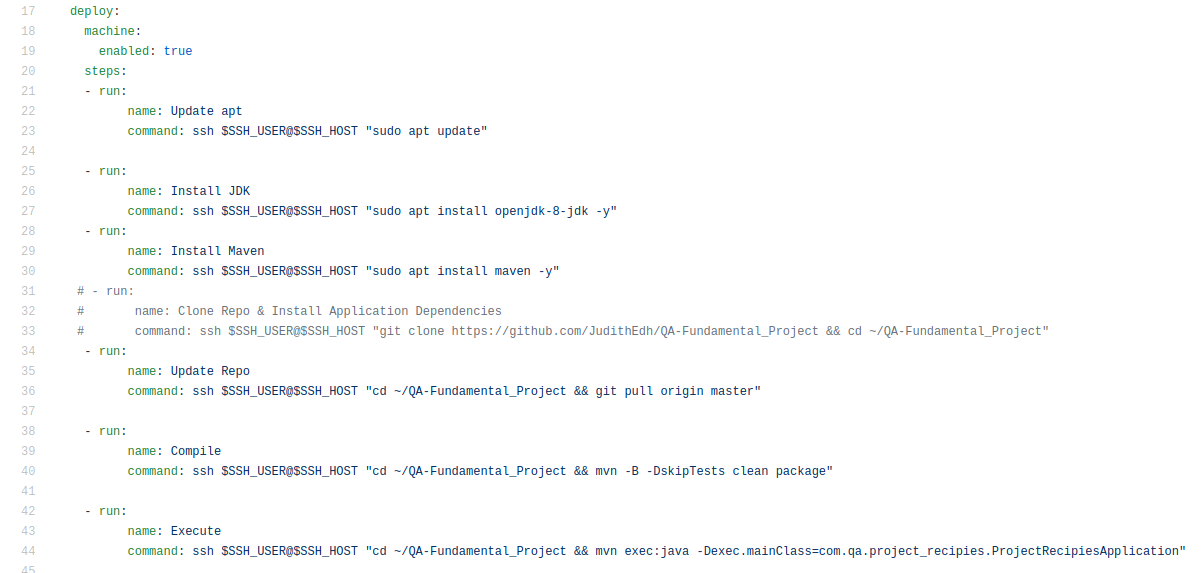 17 deploy:
18 machine:
19 enabled: true
20 steps:
21 - run:
22 name: Update apt
23 command: ssh $SSH_USER@$SSH_HOST "sudo apt update"
24
25 - run:
26 name: Install JDK
27 command: ssh $SSH_USER@$SSH_HOST "sudo apt install openjdk-8-jdk -y"
28 - run:
29 name: Install Maven
30 command: ssh $SSH_USER@$SSH_HOST "sudo apt install maven -y"
31 # - run:
32 # name: Clone Repo & Install Application Dependencies
33 # command: ssh $SSH_USER@$SSH_HOST "git clone https://github.com/JudithEdh/QA-Fundamental_Project && cd ~/QA-Fundamental_Project"
34 - run:
35 name: Update Repo
36 command: ssh $SSH_USER@$SSH_HOST "cd ~/QA-Fundamental_Project && git pull origin master"
37
38 - run:
39 name: Compile
40 command: ssh $SSH_USER@$SSH_HOST "cd ~/QA-Fundamental_Project && mvn -B -DskipTests clean package"
41
42 - run:
43 name: Execute
44 command: ssh $SSH_USER@$SSH_HOST "cd ~/QA-Fundamental_Project && mvn exec:java -Dexec.mainClass=com.qa.project_recipies.ProjectRecipiesApplication"
45